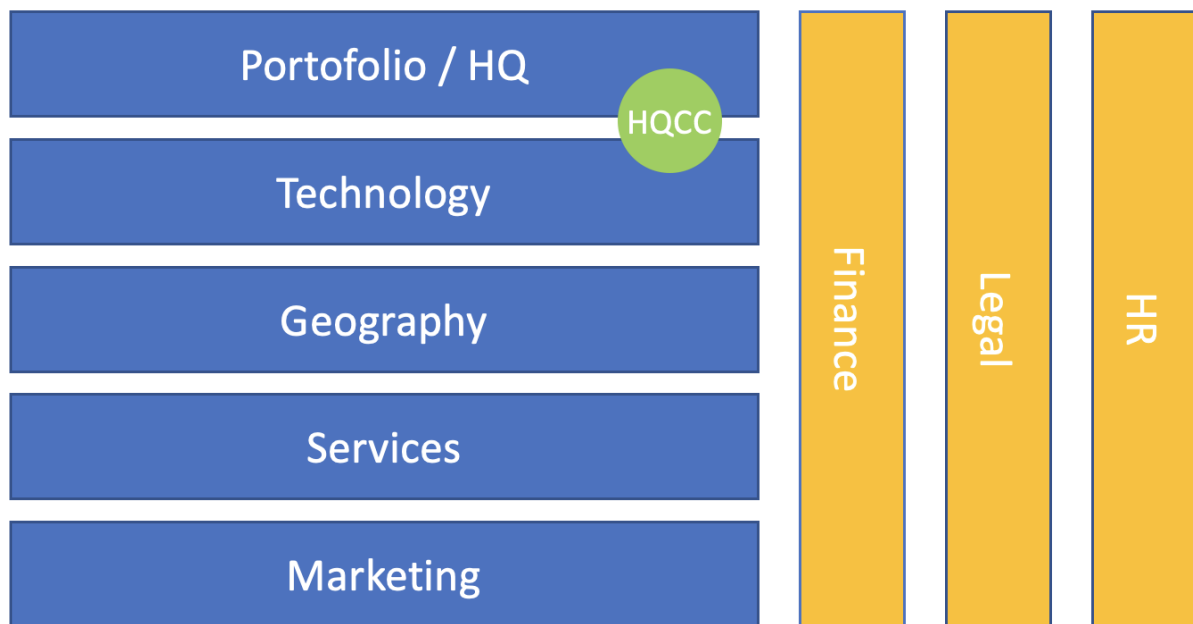 Portofolio / HQ
HQCC
Technology
Geography
Services
Marketing
Finance
Legal
HR